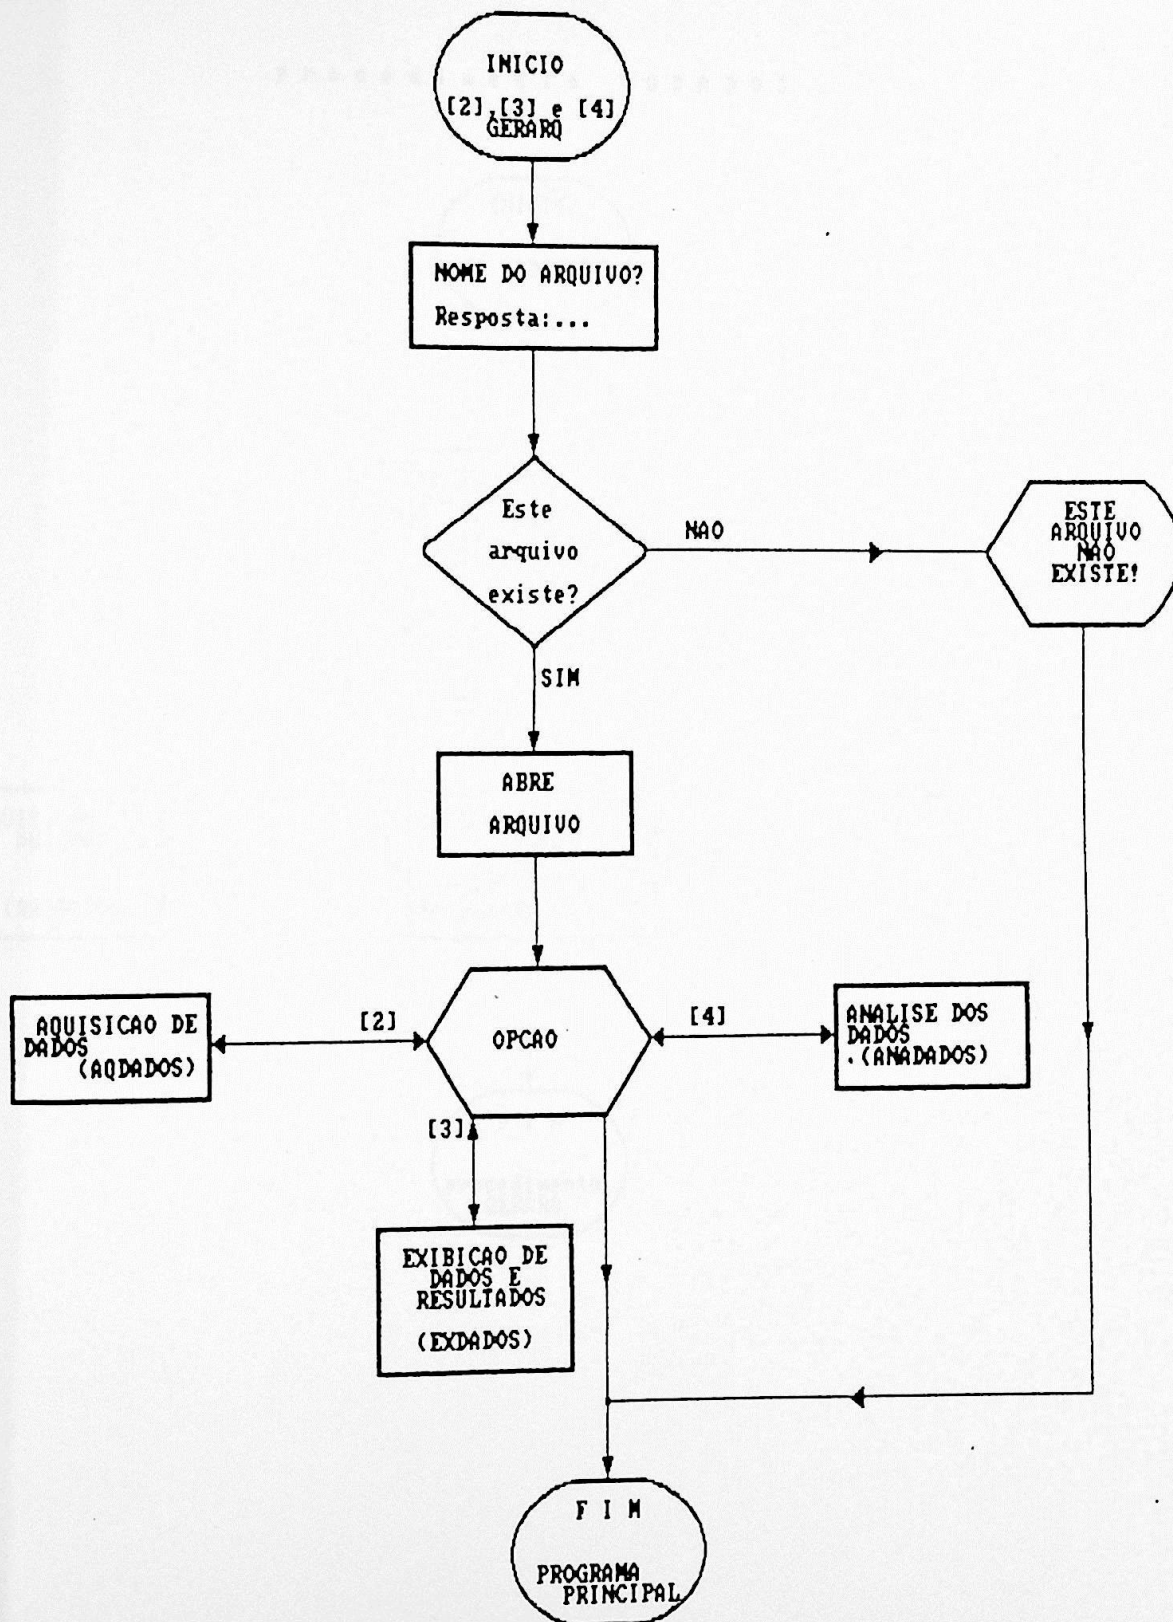 INICIO
[2],[3] e [4]
GERARQ
NOME DO ARQUIVO?
Resposta:...
Este
arquivo
existe?
NAO
ESTE
ARQUIVO
NAO
EXISTE!
SIM
ABRE
ARQUIVO
AQUISICAO DE
DADOS
(AQDADOS)
[2]
OPCAO
[4]
ANALISE DOS
DADOS
.(ANADADOS)
[3]
EXIBICAO DE
DADOS E
RESULTADOS
(EXDADOS)
F I M
PROGRAMA
PRINCIPAL